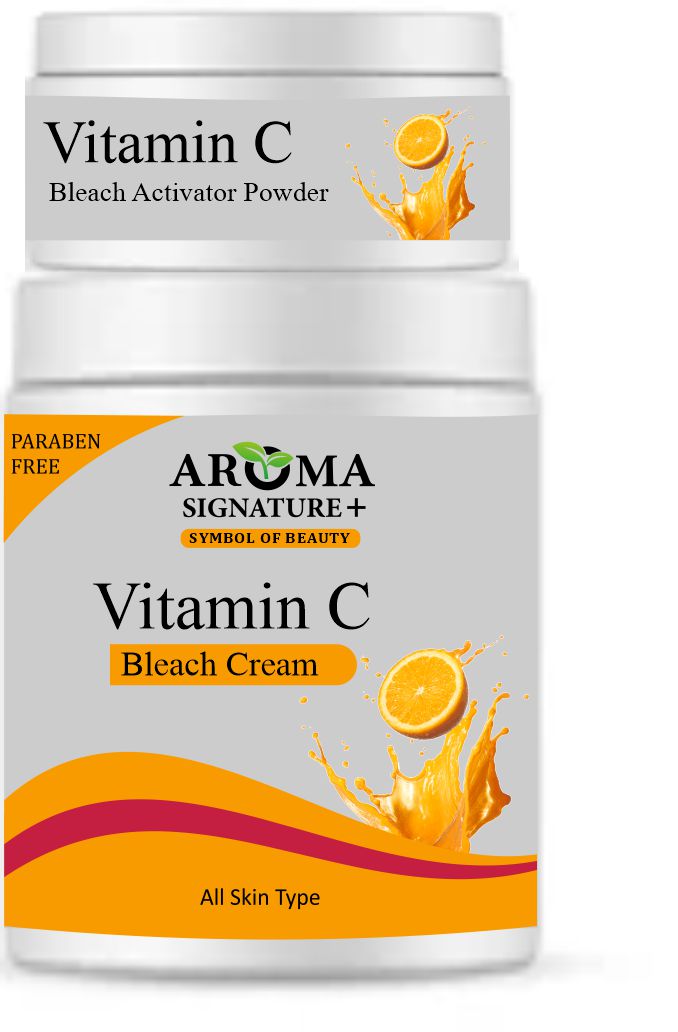 Vitamin C
Bleach Activator Powder
PARABEN
FREE
AROMA
SIGNATURE+
SYMBOL OF BEAUTY
Vitamin C
Bleach Cream
All Skin Type